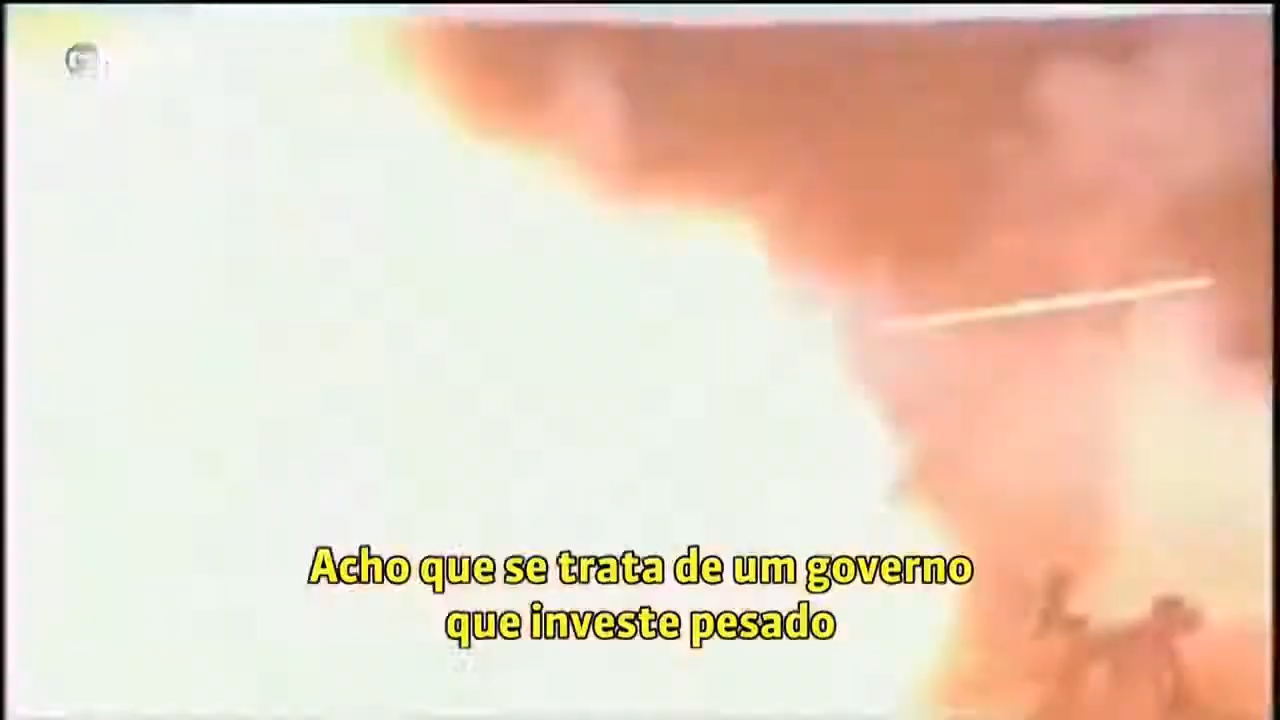 Acho que se trata de um governo
que investe pesado